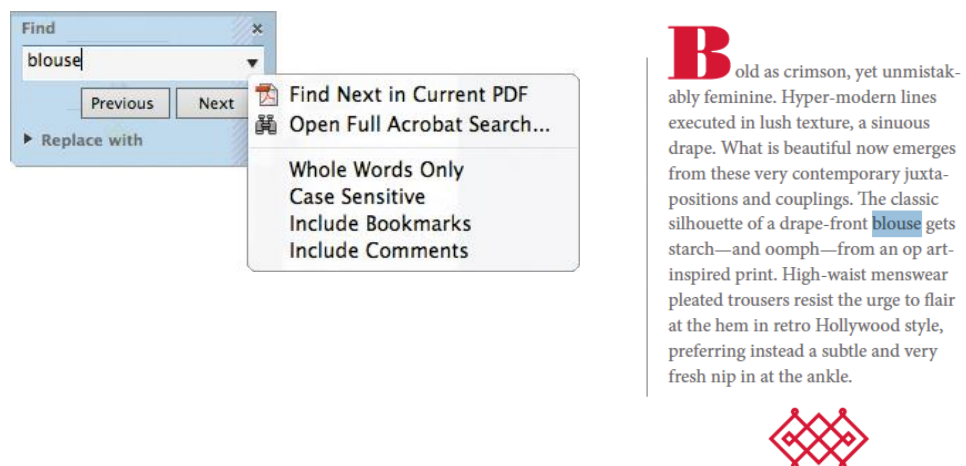 Find
blouse
Previous
Next
Replace with
Find Next in Current PDF
Open Full Acrobat Search...
Whole Words Only
Case Sensitive
Include Bookmarks
Include Comments
Bold as crimson, yet unmistak-
ably feminine. Hyper-modern lines
executed in lush texture, a sinuous
drape. What is beautiful now emerges
from these very contemporary juxta-
positions and couplings. The classic
silhouette of a drape-front blouse gets
starch—and oomph—from an op art-
inspired print. High-waist menswear
pleated trousers resist the urge to flair
at the hem in retro Hollywood style,
preferring instead a subtle and very
fresh nip in at the ankle.